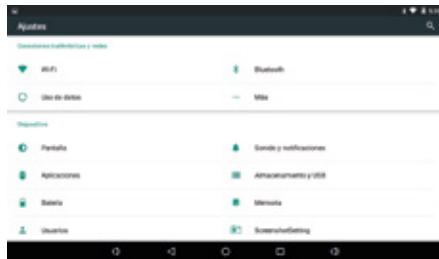 Ajustes
Conexiones inalámbricas y redes
Wi-Fi
Bluetooth
Uso de datos
Más
Dispositivo
Pantalla
Sonido y notificaciones
Aplicaciones
Almacenamiento y USB
Batería
Memoria
Usuarios
ScreenshotSetting